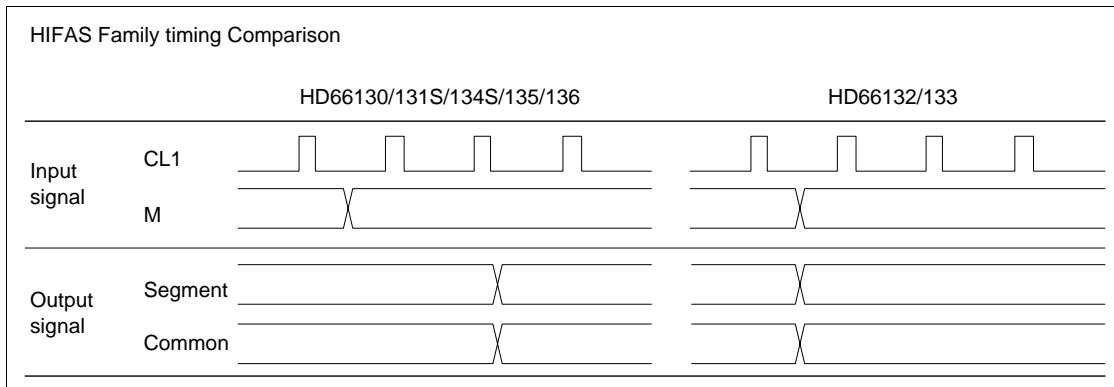 HIFAS Family timing Comparison
HD66130/131S/134S/135/136
HD66132/133
Input
signal
CL1
M
Output
signal
Segment
Common